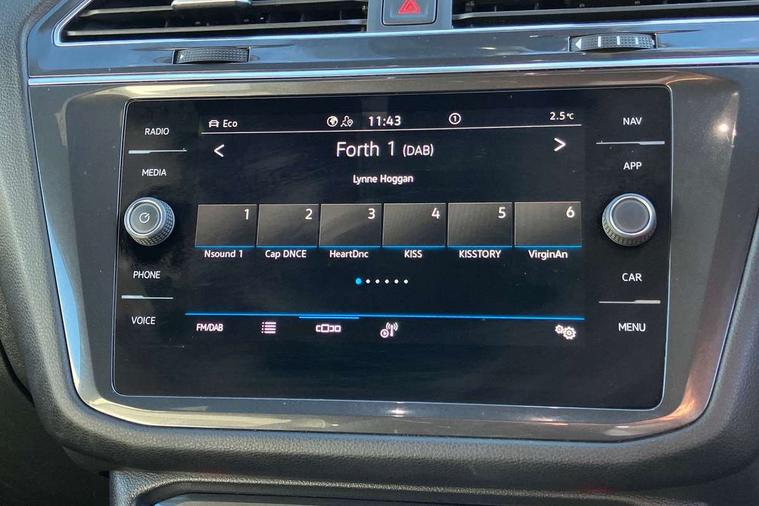 RADIO
MEDIA
PHONE
VOICE
Eco
11:43
1
2.5°C
< Forth 1 (DAB) >
Lynne Hoggan
1 2 3 4 5 6
Nsound 1 Cap DNCE HeartDnc KISS KISSTORY VirginAn
FM/DAB
NAV
APP
CAR
MENU